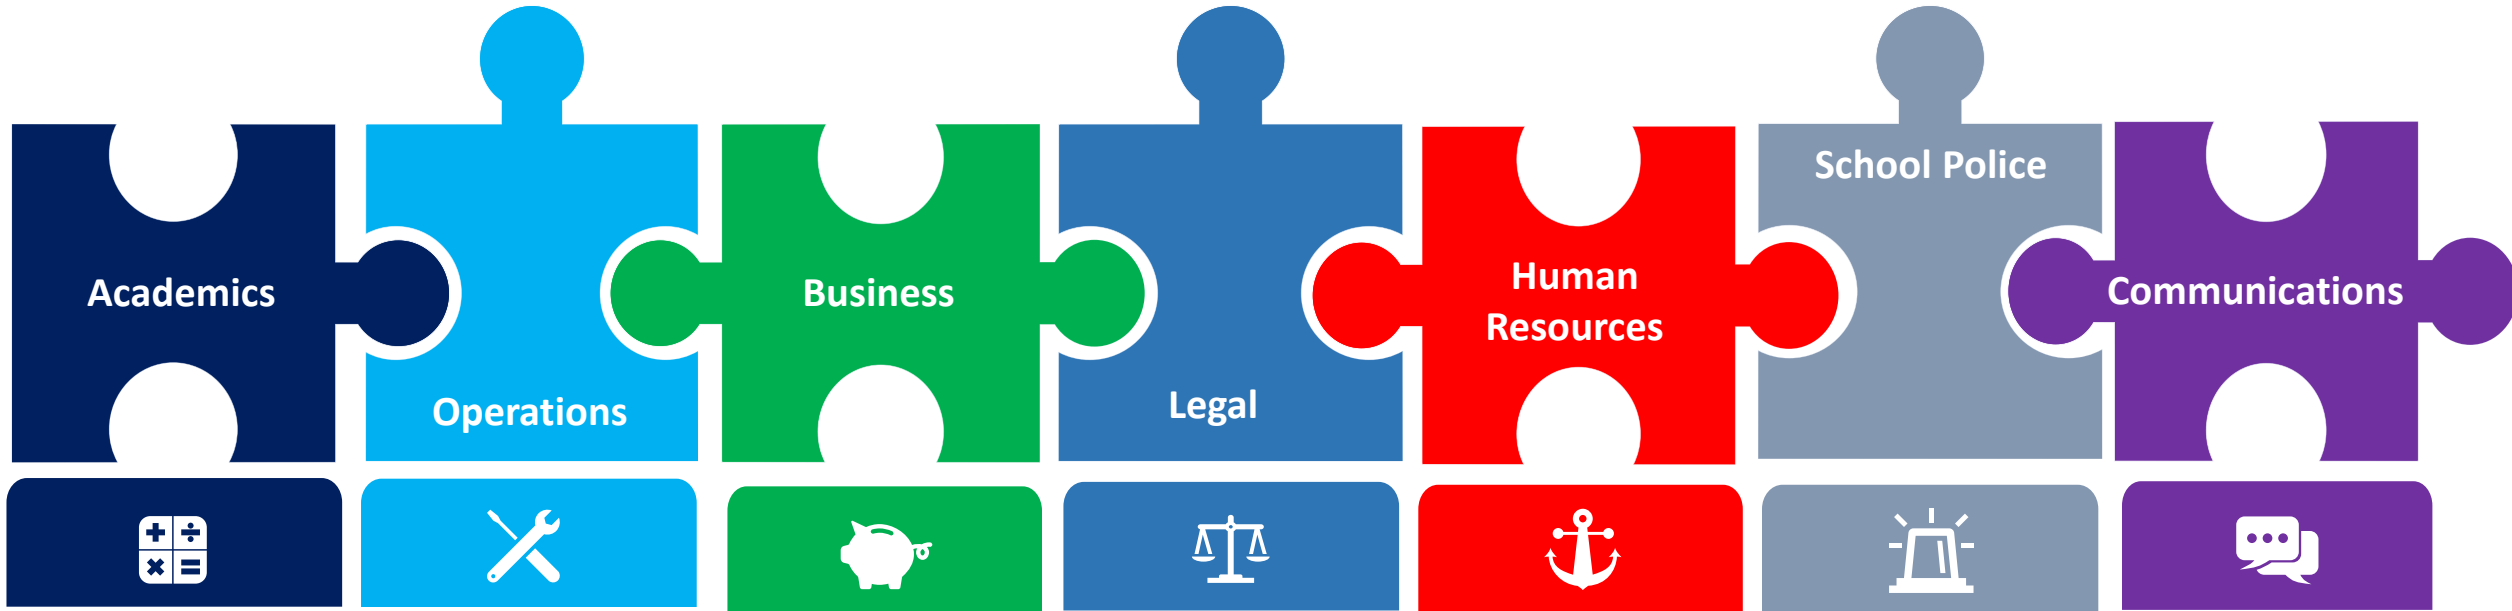 Academics
Operations
Business
Legal
Human
Resources
School Police
Communications